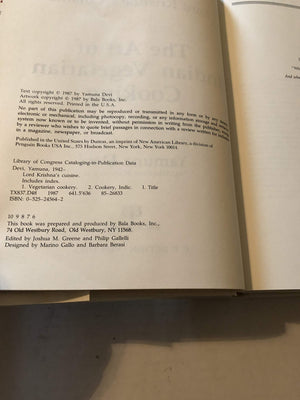 Text copyright © 1987 by Yamuna Devi
Artwork copyright © 1987 by Bala Books, Inc.
All rights reserved. Printed in the U.S.A.
No part of this publication may be reproduced or transmitted in any form or by any means,
electronic or mechanical, including photocopy, recording, or any information storage and
system now known or to be invented, without permission in writing from the publisher, except
by a reviewer who wishes to quote brief passages in connection with a review written for
in a magazine, newspaper, or broadcast.
Published in the United States by Dutton, an imprint of New American Library, a division of
Penguin Books USA Inc., 375 Hudson Street, New York, New York 10014.
Library of Congress Cataloging-in-Publication Data
Devi, Yamuna, 1942-
Lord Krishna's cuisine.
Includes index.
1. Vegetarian cookery. 2. Cookery, Indic. I Title
TX837.D48 1987 641.5'636 85-26833
ISBN: 0-525-24564-2
10 9 8 7 6
This book was prepared and produced by Bala Books, Inc.,
74 Old Westbury Road, Old Westbury, NY 11568.
Edited by Joshua M. Greene and Philip Gallelli
Designed by Marino Gallo and Barbara Berasi